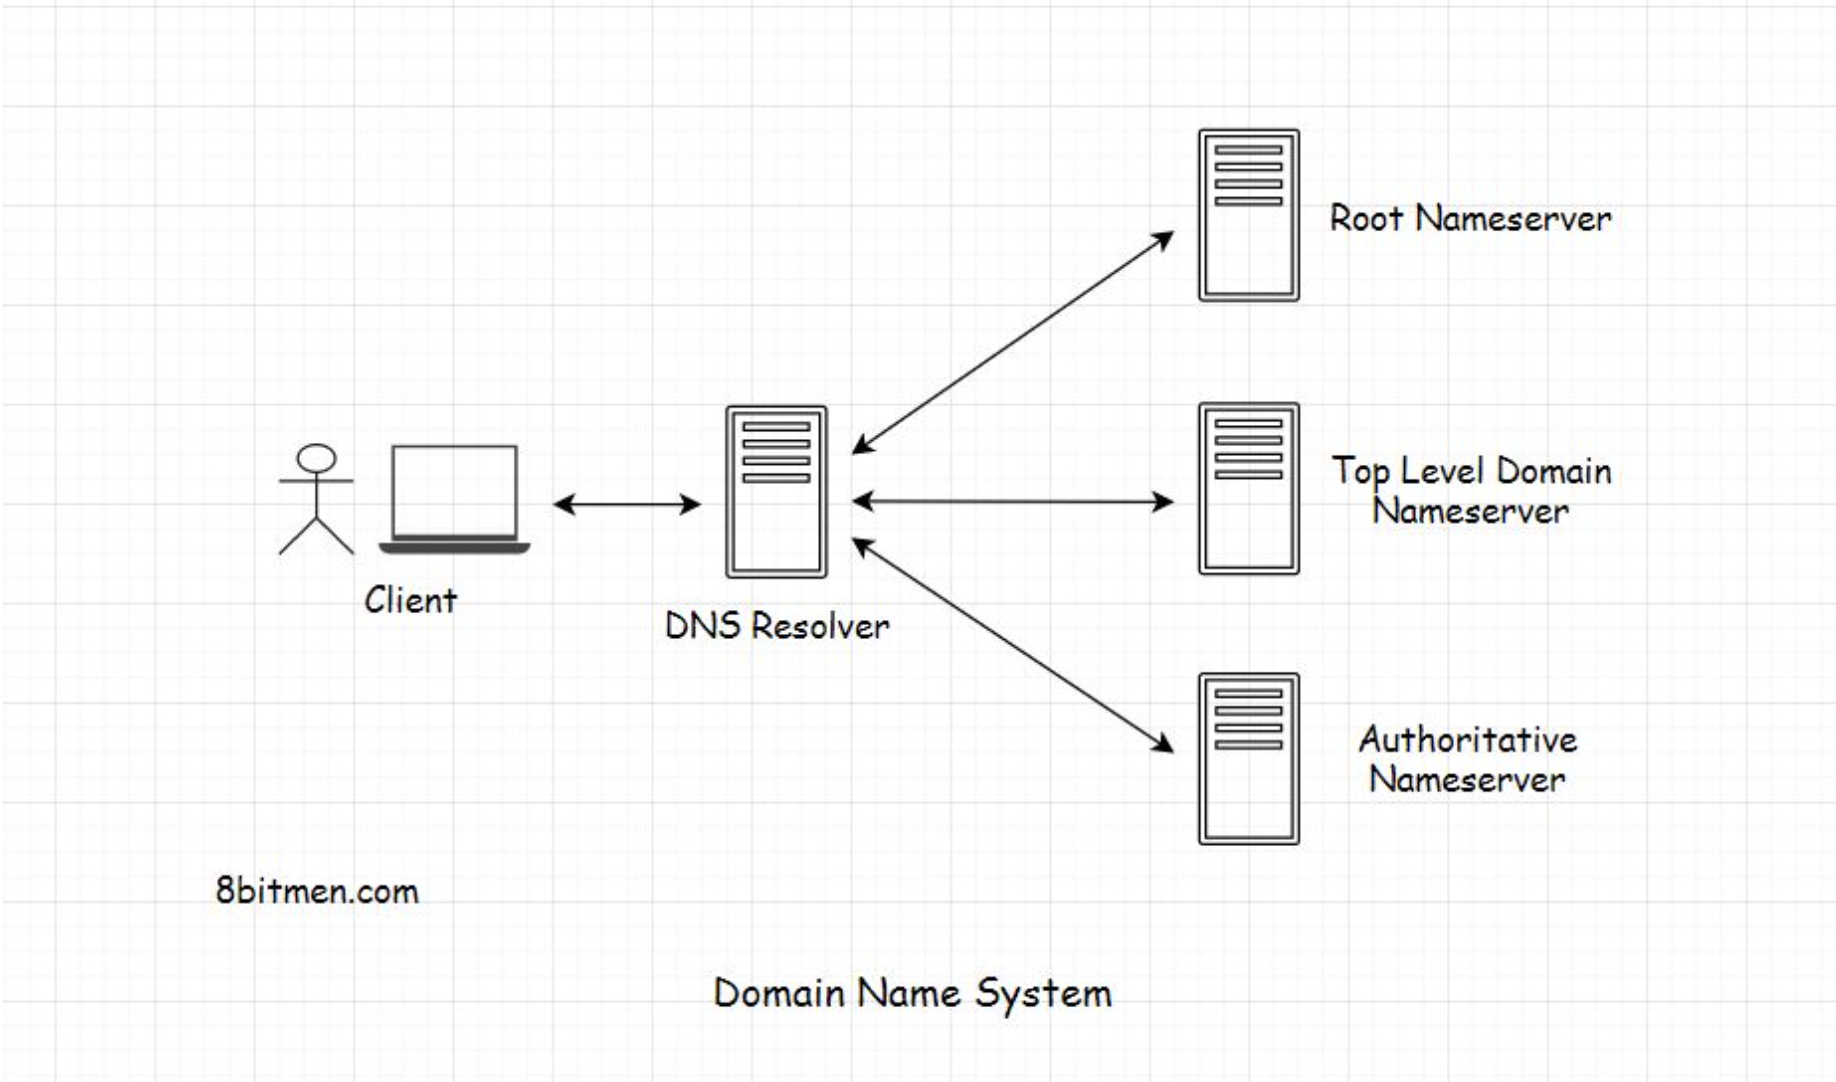 Root Nameserver
Top Level Domain
Nameserver
Client
DNS Resolver
Authoritative
Nameserver
8bitmen.com
Domain Name System